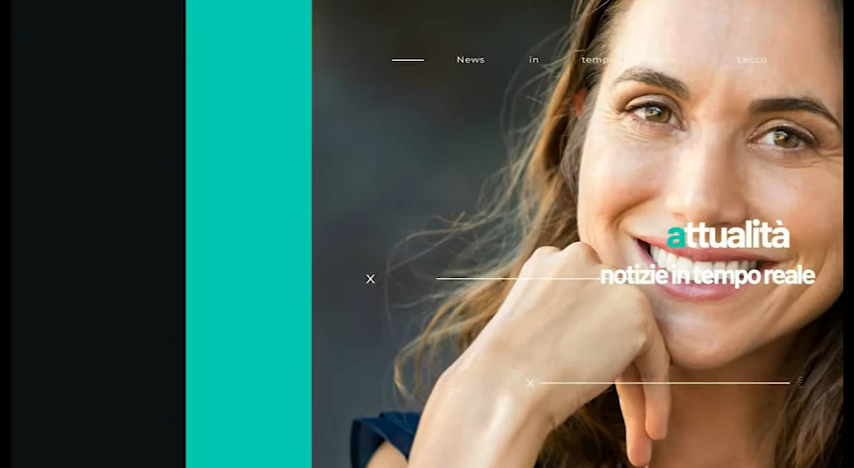 News in tempo Lecco
attualità
notizie in tempo reale
X
X